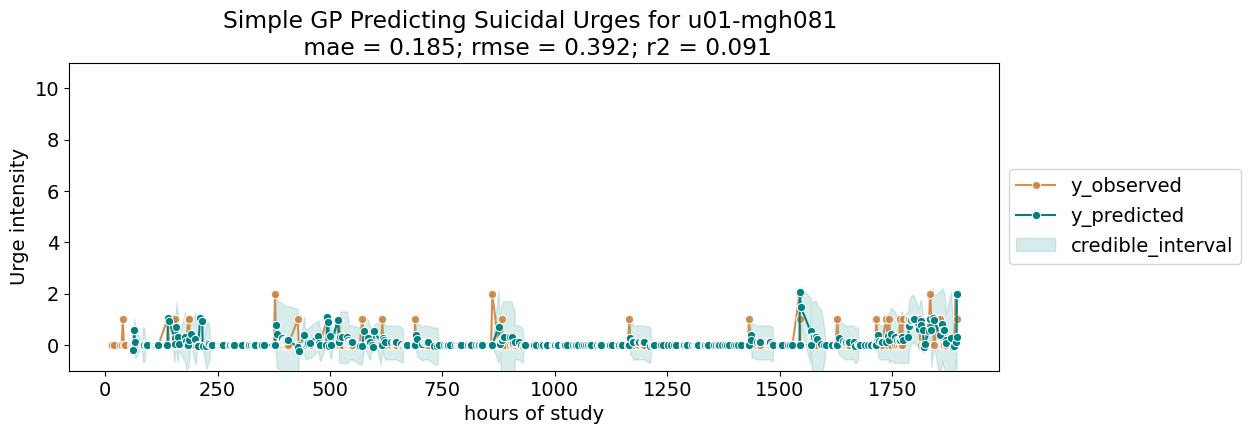 Simple GP Predicting Suicidal Urges for u01-mgh081
mae = 0.185; rmse = 0.392; r2 = 0.091
Urge intensity
10
8
6
4
2
0
0 250 500 750 1000 1250 1500 1750
hours of study
y_observed
y_predicted
credible_interval